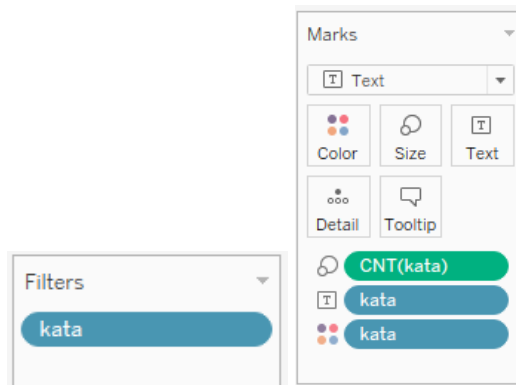 Filters
kata
Marks
T Text
Color Size T Text
Detail Tooltip
CNT(kata)
T kata
kata